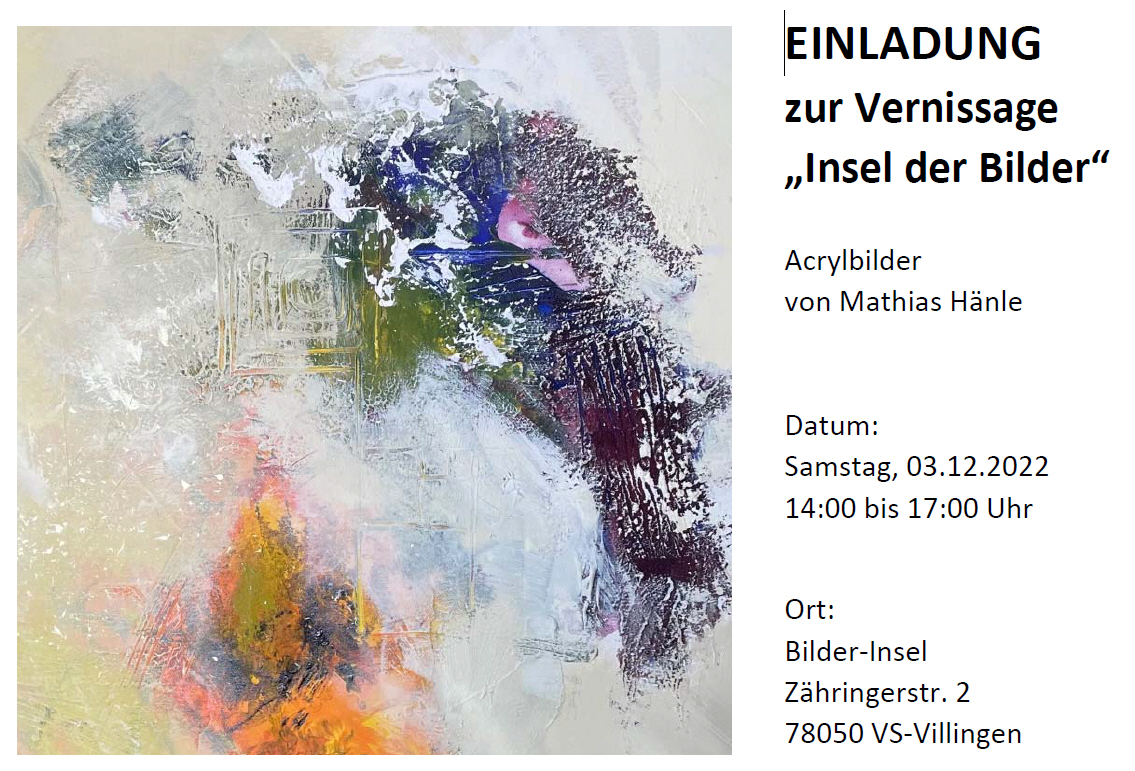 EINLADUNG
zur Vernissage
„Insel der Bilder“
Acrylbilder
von Mathias Hänle
Datum:
Samstag, 03.12.2022
14:00 bis 17:00 Uhr
Ort:
Bilder-Insel
Zähringerstr. 2
78050 VS-Villingen